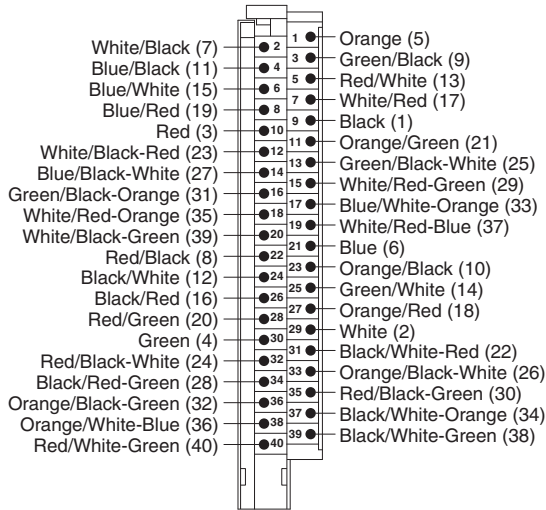 1 Orange (5)
White/Black (7) 2
3 Green/Black (9)
Blue/Black (11) 4
5 Red/White (13)
Blue/White (15) 6
7 White/Red (17)
Blue/Red (19) 8
9 Black (1)
Red (3) 10
11 Orange/Green (21)
White/Black-Red (23) 12
13 Green/Black-White (25)
Blue/Black-White (27) 14
15 White/Red-Green (29)
Green/Black-Orange (31) 16
17 Blue/White-Orange (33)
White/Red-Orange (35) 18
19 White/Red-Blue (37)
White/Black-Green (39) 20
21 Blue (6)
Red/Black (8) 22
23 Orange/Black (10)
Black/White (12) 24
25 Green/White (14)
Black/Red (16) 26
27 Orange/Red (18)
Red/Green (20) 28
29 White (2)
Green (4) 30
31 Black/White-Red (22)
Red/Black-White (24) 32
33 Orange/Black-White (26)
Black/Red-Green (28) 34
35 Red/Black-Green (30)
Orange/Black-Green (32) 36
37 Black/White-Orange (34)
Orange/White-Blue (36) 38
39 Black/White-Green (38)
Red/White-Green (40) 40